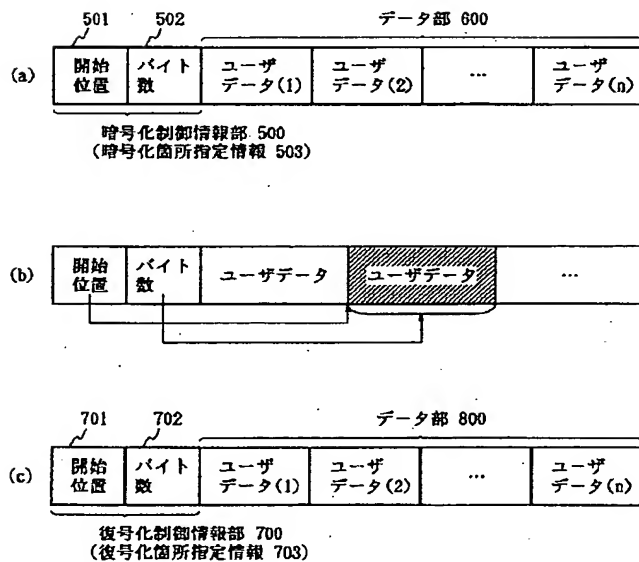 501
502
データ部 600
(a)
開始
位置
バイト
数
ユーザ
データ(1)
ユーザ
データ(2)
…
ユーザ
データ(n)
暗号化制御情報部 500
(暗号化箇所指定情報 503)
(b)
開始
位置
バイト
数
ユーザデータ
ユーザデータ
…
701
702
データ部 800
(c)
開始
位置
バイト
数
ユーザ
データ(1)
ユーザ
データ(2)
…
ユーザ
データ(n)
復号化制御情報部 700
(復号化箇所指定情報 703)